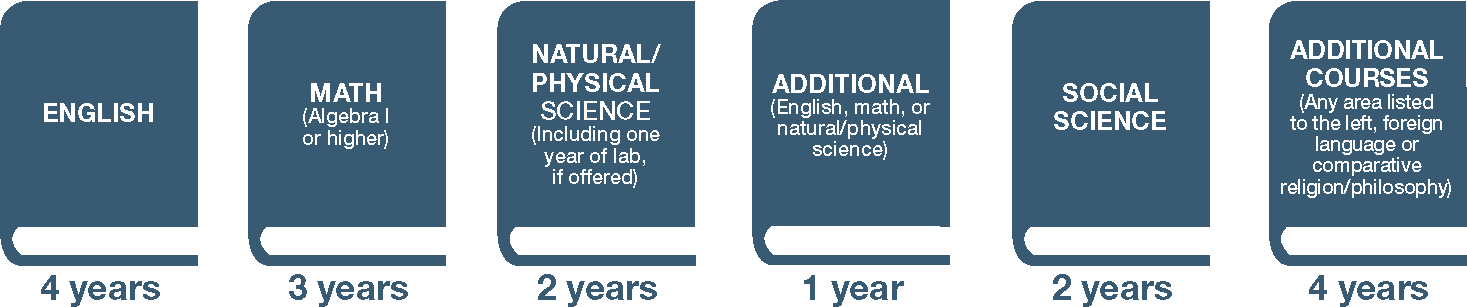 ENGLISH
4 years
MATH
(Algebra I
or higher)
3 years
NATURAL/
PHYSICAL
SCIENCE
(Including one
year of lab,
if offered)
2 years
ADDITIONAL
(English, math, or
natural/physical
science)
1 year
SOCIAL
SCIENCE
2 years
ADDITIONAL
COURSES
(Any area listed
to the left, foreign
language or
comparative
religion/philosophy)
4 years